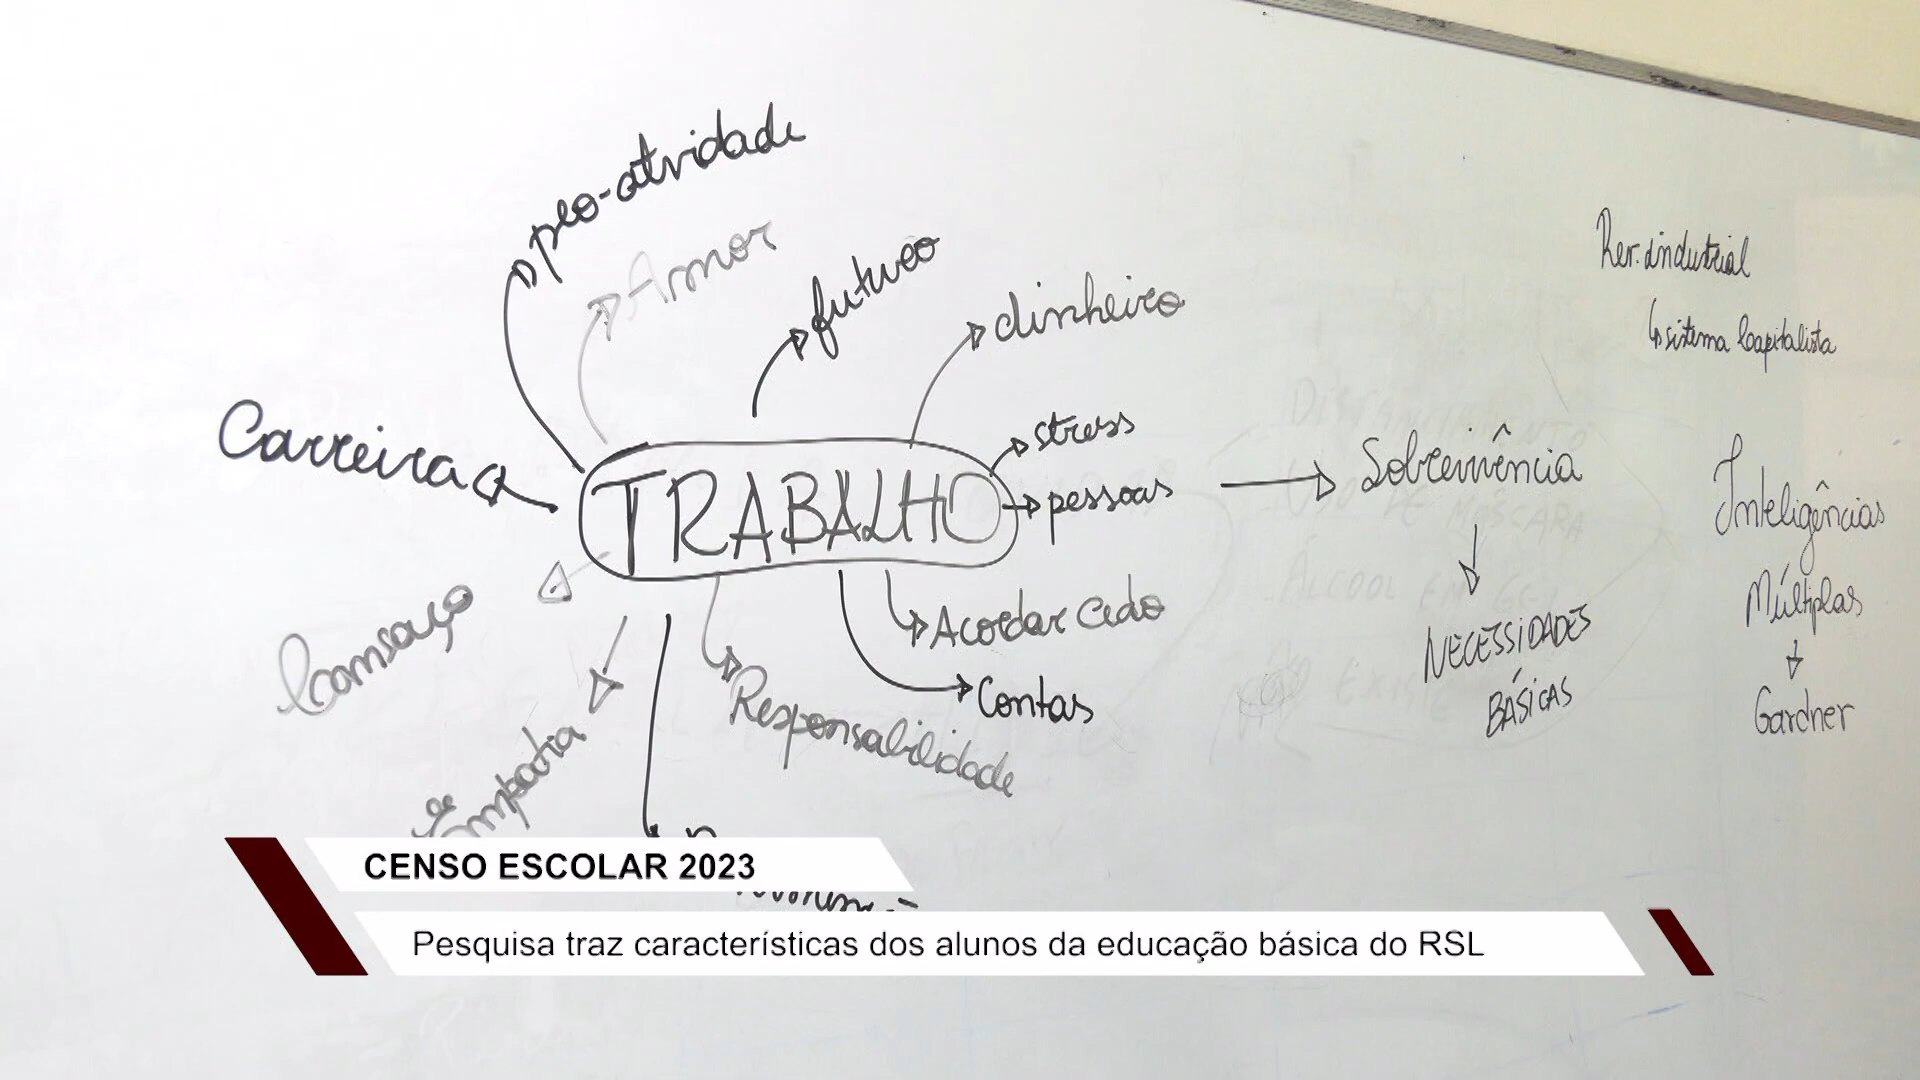 pro-atividade
Amor
futuro
dinheiro
Carreira
stress
TRABALHO
pessoas
Sobrevivência
NECESSIDADES
BÁSICAS
Rev. industrial
sistema Capitalista
Inteligências
Múltiplas
Gardner
Cansaço
Empatia
Responsabilidade
Acordar cedo
Contas
CENSO ESCOLAR 2023
Pesquisa traz características dos alunos da educação básica do RSL